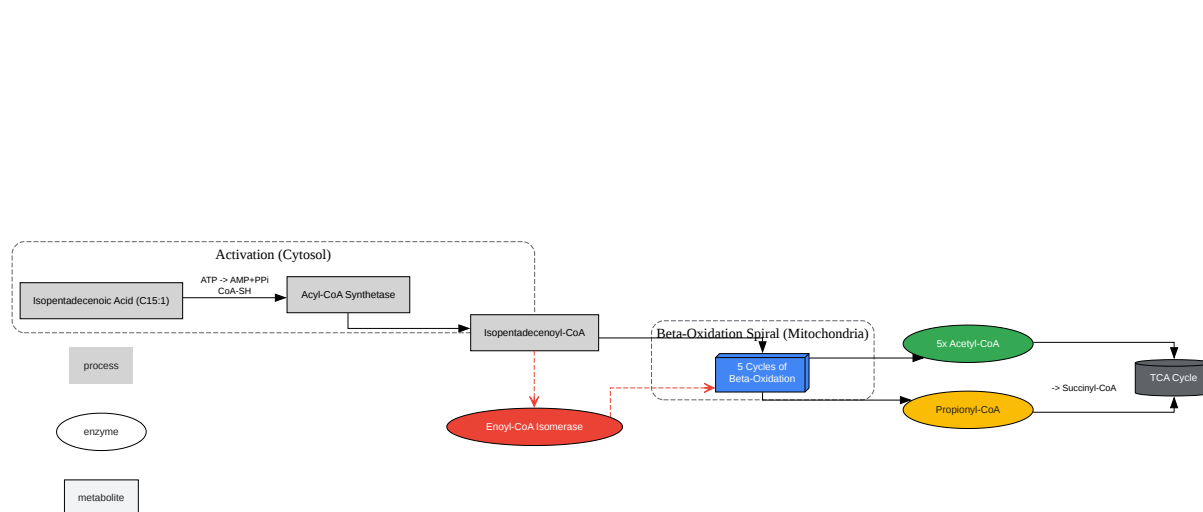 Activation (Cytosol)
Isopentadecenoic Acid (C15:1)
ATP -> AMP+PPi
CoA-SH
Acyl-CoA Synthetase
Isopentadecenoyl-CoA
Beta-Oxidation Spiral (Mitochondria)
5 Cycles of
Beta-Oxidation
5x Acetyl-CoA
TCA Cycle
-> Succinyl-CoA
Propionyl-CoA
Enoyl-CoA Isomerase
process
enzyme
metabolite